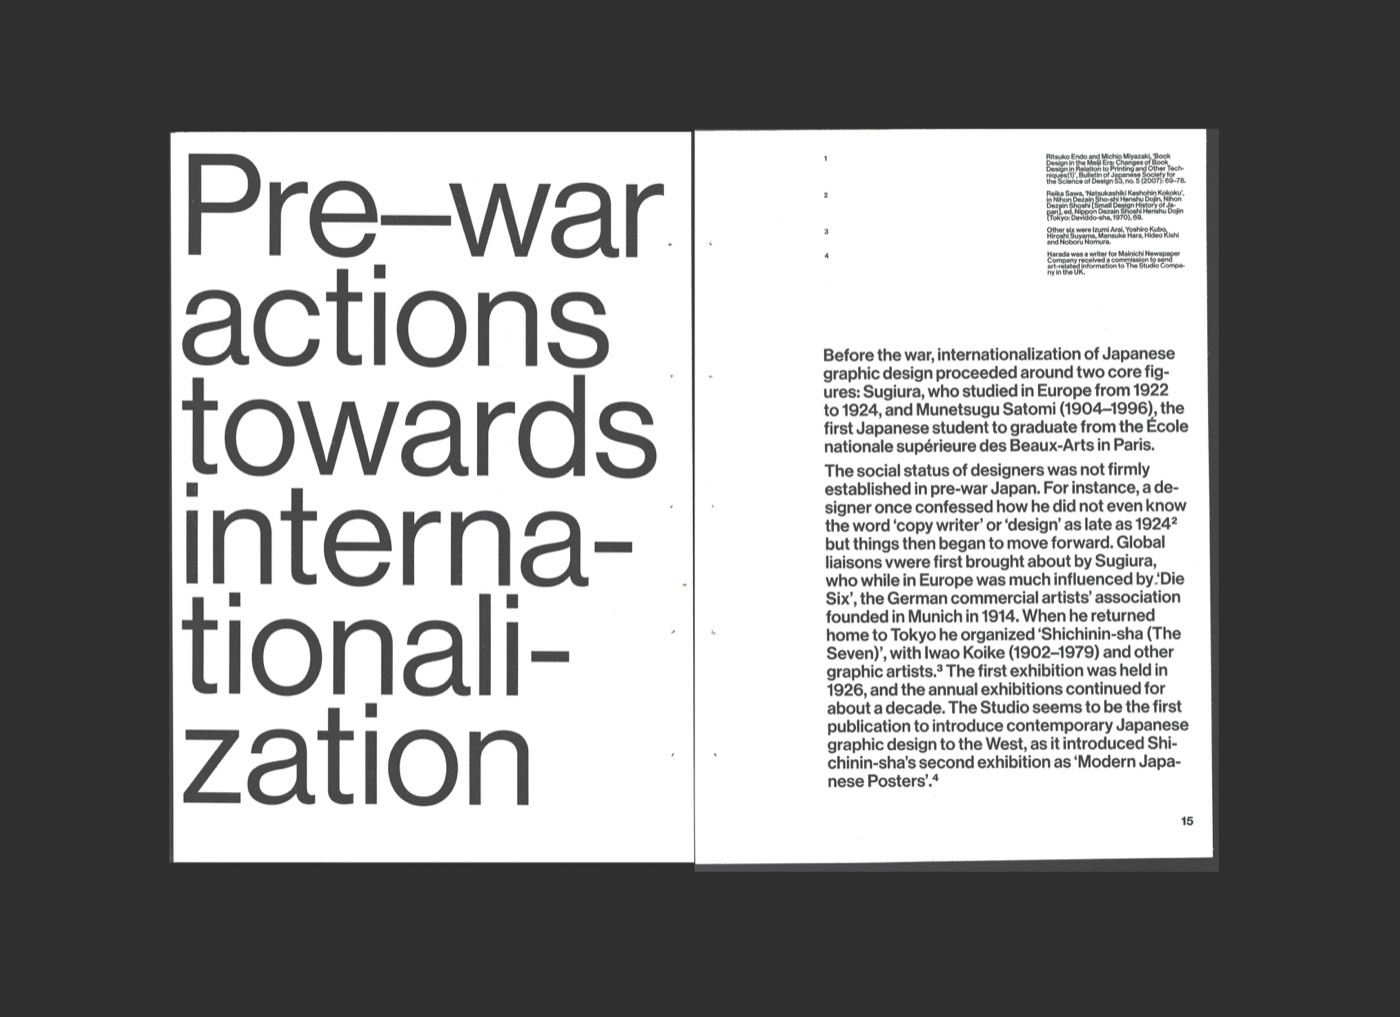 Pre–war
actions
towards
interna-
tionali-
zation
1
Ritsuko Endo and Michio Miyazaki, 'Book
Design in the Meiji Era: Changes of Book
Design in Relation to Printing and Other Tech-
niques(1)', Bulletin of Japanese Society for
the Science of Design 53, no. 5 (2007): 69–78.
2
Reika Sawa, 'Natsukashiki Keshohin Kokoku',
in Nihon Dezain Sho-shi Henshu Dojin, Nihon
Dezain Shoshi [Small Design History of Ja-
pan], ed. Nippon Dezain Shoshi Henshu Dojin
(Tokyo: Daviddo-sha, 1970), 69.
3
Other six were Izumi Arai, Yoshiro Kubo,
Hiroshi Suyama, Mansuke Hara, Hideo Kishi
and Noboru Nomura.
4
Harada was a writer for Mainichi Newspaper
Company received a commission to send
art-related information to The Studio Compa-
ny in the UK.
Before the war, internationalization of Japanese
graphic design proceeded around two core fig-
ures: Sugiura, who studied in Europe from 1922
to 1924, and Munetsugu Satomi (1904–1996), the
first Japanese student to graduate from the École
nationale supérieure des Beaux-Arts in Paris.
The social status of designers was not firmly
established in pre-war Japan. For instance, a de-
signer once confessed how he did not even know
the word 'copy writer' or 'design' as late as 1924²
but things then began to move forward. Global
liaisons vwere first brought about by Sugiura,
who while in Europe was much influenced by 'Die
Six', the German commercial artists' association
founded in Munich in 1914. When he returned
home to Tokyo he organized 'Shichinin-sha (The
Seven)', with Iwao Koike (1902–1979) and other
graphic artists.³ The first exhibition was held in
1926, and the annual exhibitions continued for
about a decade. The Studio seems to be the first
publication to introduce contemporary Japanese
graphic design to the West, as it introduced Shi-
chinin-sha's second exhibition as 'Modern Japa-
nese Posters'.⁴
15